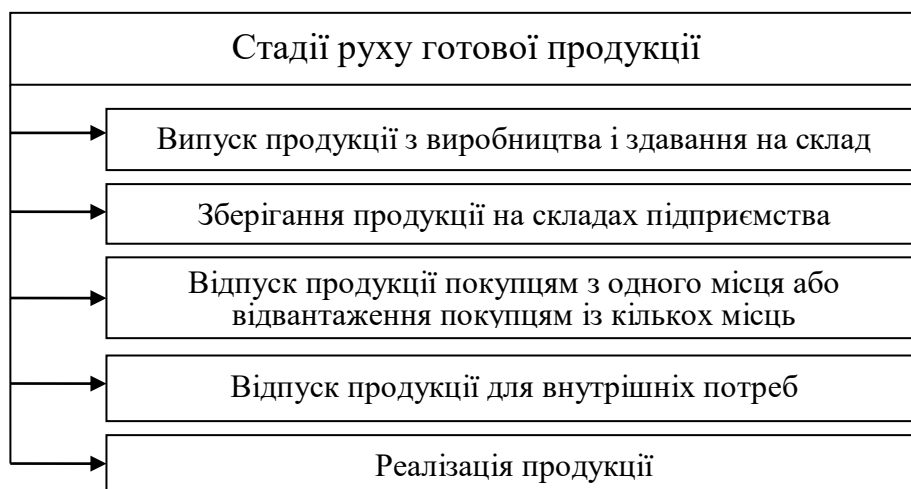 Стадії руху готової продукції
Випуск продукції з виробництва і здавання на склад
Зберігання продукції на складах підприємства
Відпуск продукції покупцям з одного місця або
відвантаження покупцям із кількох місць
Відпуск продукції для внутрішніх потреб
Реалізація продукції